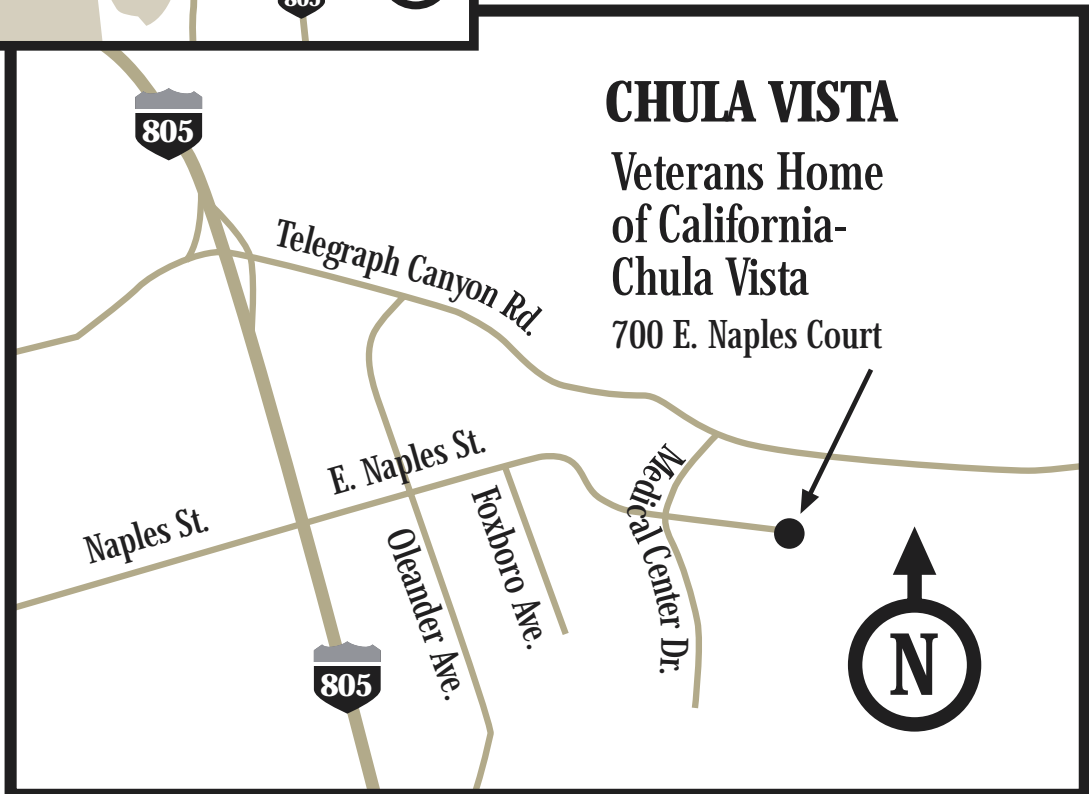 805
CHULA VISTA
805
Veterans Home
of California-
Chula Vista
700 E. Naples Court
Telegraph Canyon Rd.
E. Naples St.
Naples St.
Medical Center Dr.
Foxboro Ave.
Oleander Ave.
N
805